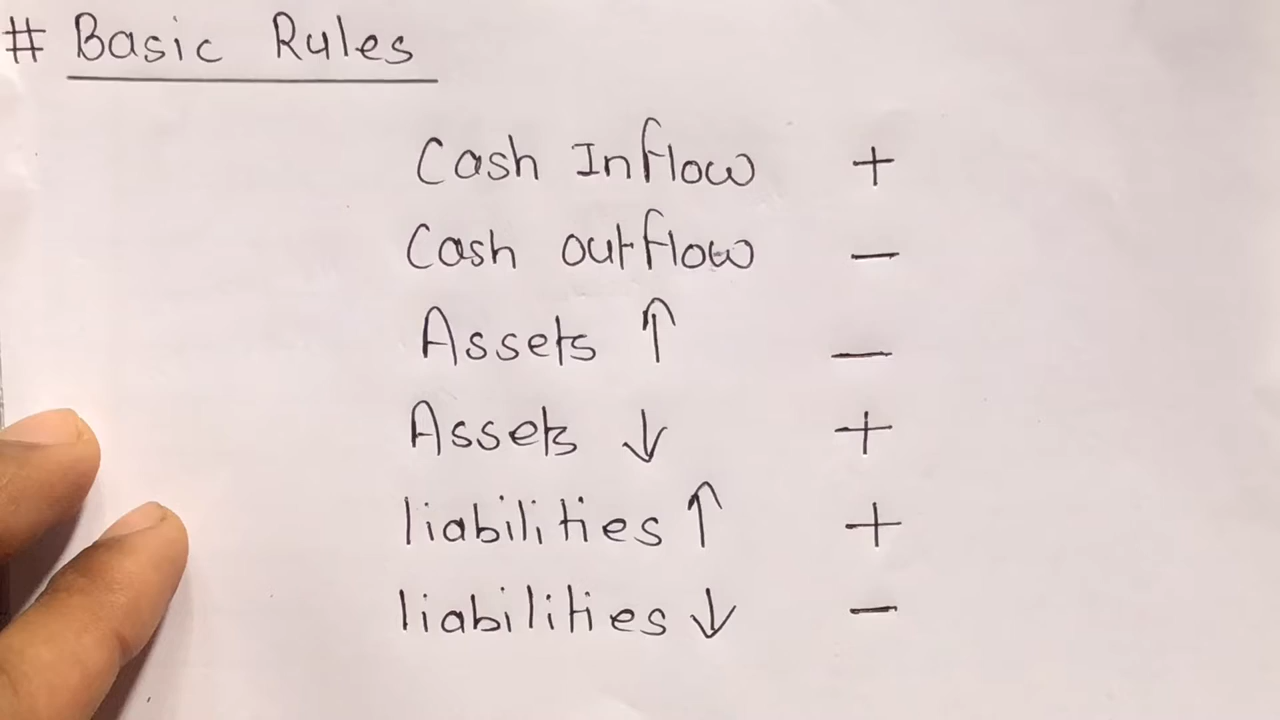 # Basic Rules
Cash Inflow +
Cash outflow -
Assets ↑ -
Assets ↓ +
liabilities ↑ +
liabilities ↓ -